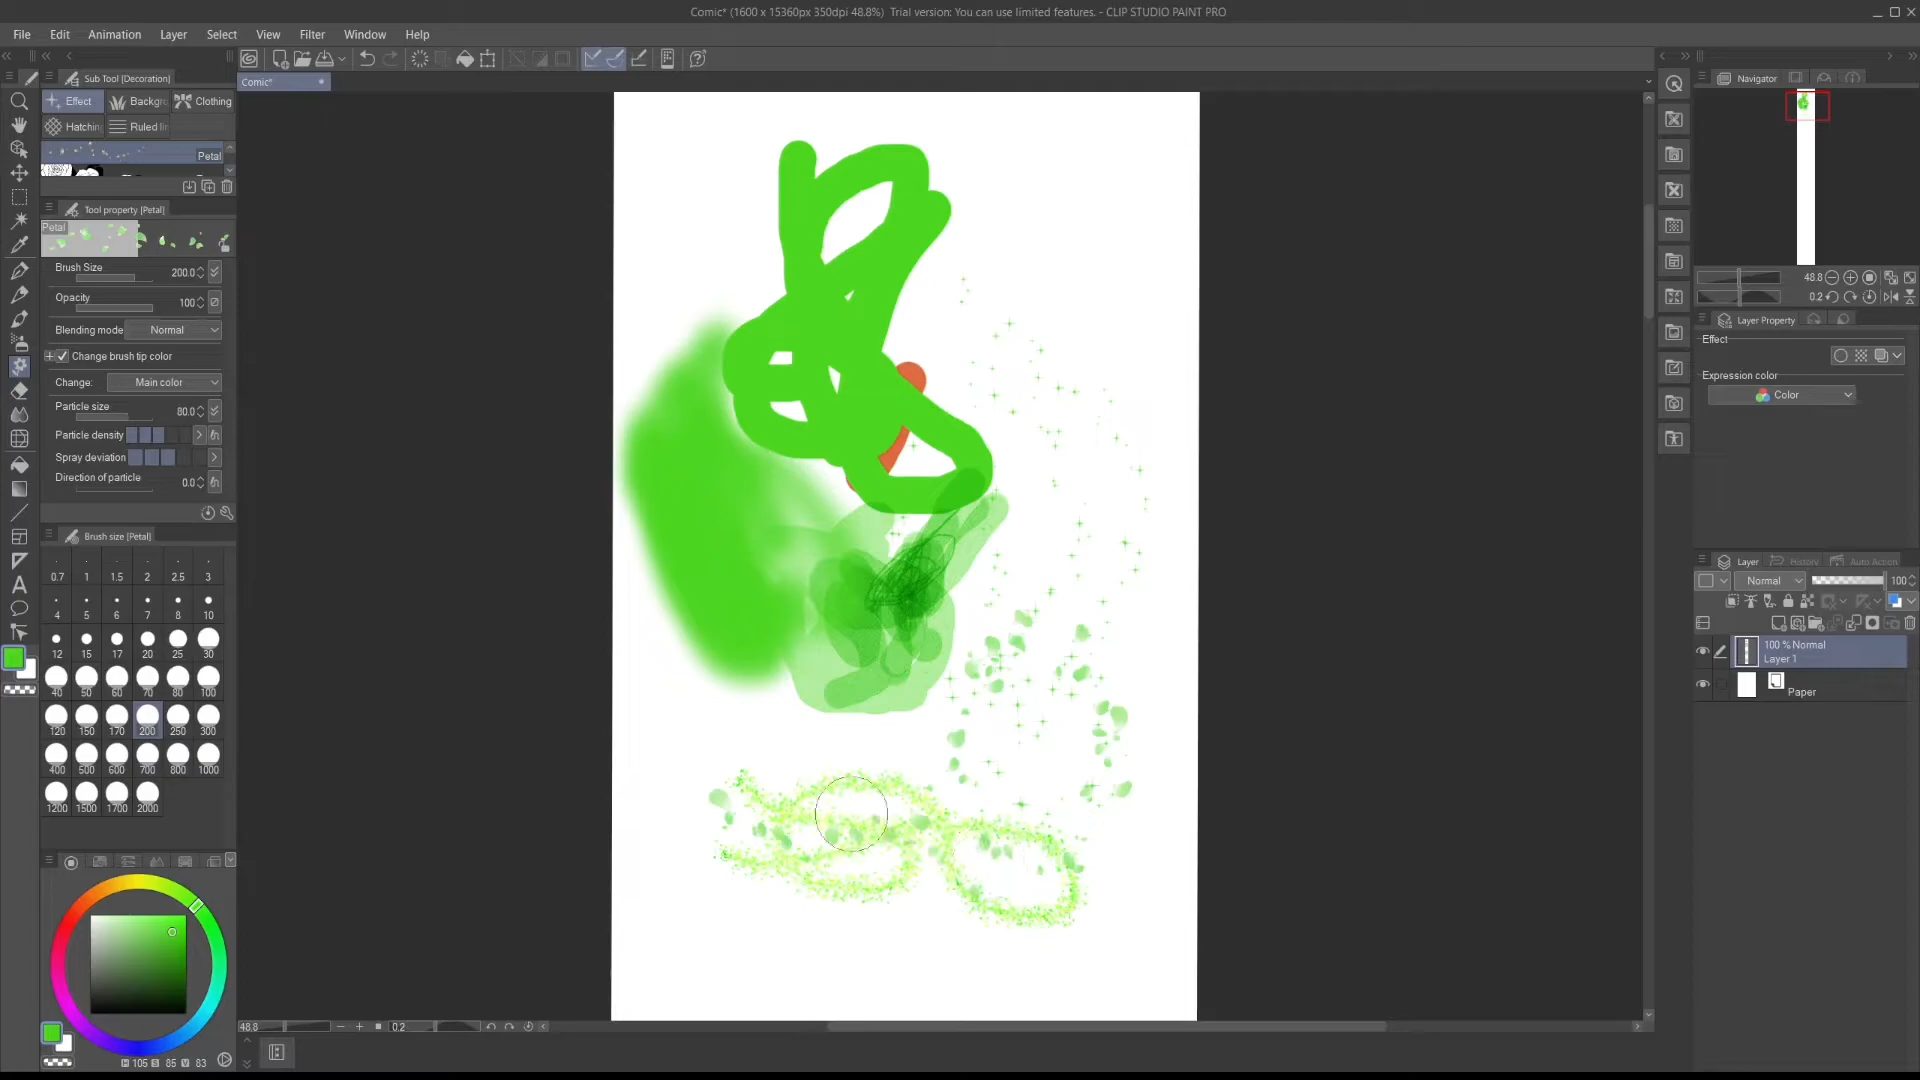 Comic* (1600 x 15360px 350dpi 48.8%) Trial version: You can use limited features. - CLIP STUDIO PAINT PRO
File Edit Animation Layer Select View Filter Window Help
Sub Tool [Decoration]
Comic*
Navigator
Effect Backgro Clothing
Hatchin Ruled lin
Petal
Tool property [Petal]
Petal
Brush Size 200.0
Opacity 100
Blending mode Normal
Change brush tip color
Change: Main color
Particle size 80.0
Particle density
Spray deviation
Direction of particle 0.0
Brush size [Petal]
0.7 1 1.5 2 2.5 3
4 5 6 7 8 10
12 15 17 20 25 30
40 50 60 70 80 100
120 150 170 200 250 300
400 500 600 700 800 1000
1200 1500 1700 2000
H 105 S 85 V 83
48.8 0.2
48.8
0.2
Layer Property
Effect
Expression color
Color
Layer History Auto Action
Normal 100
100 % Normal
Layer 1
Paper